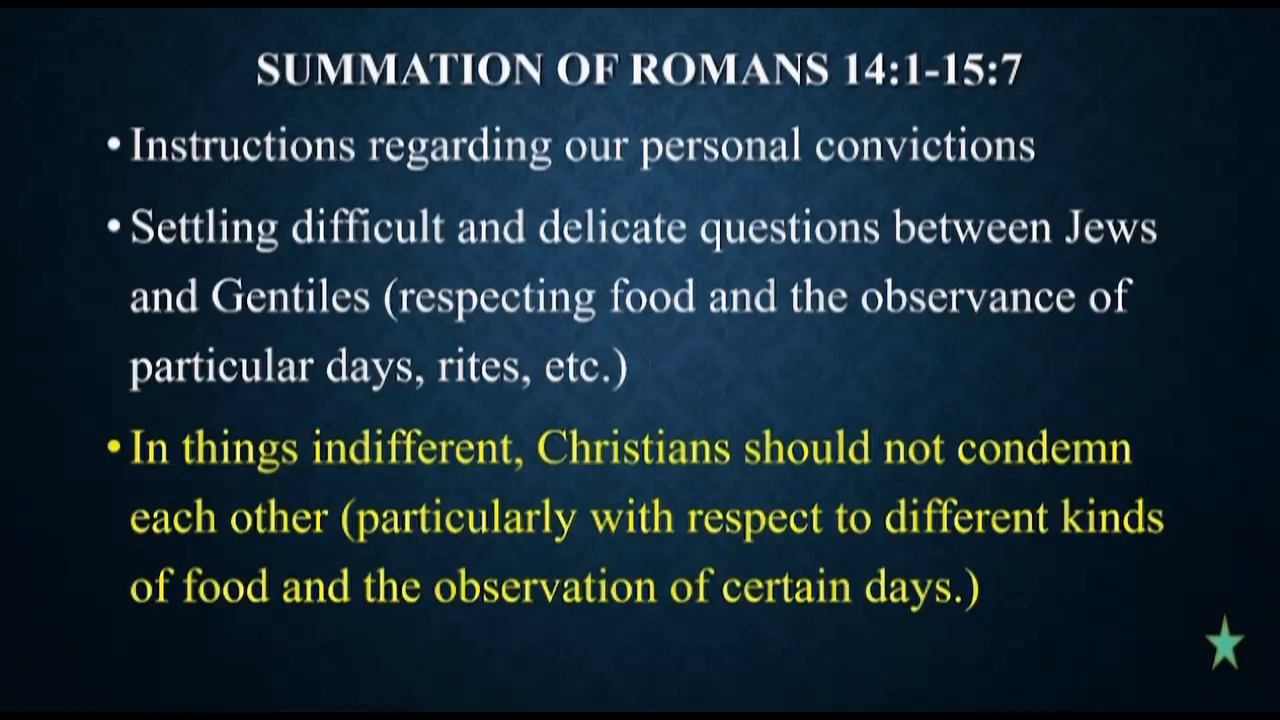 SUMMATION OF ROMANS 14:1-15:7
• Instructions regarding our personal convictions
• Settling difficult and delicate questions between Jews
and Gentiles (respecting food and the observance of
particular days, rites, etc.)
• In things indifferent, Christians should not condemn
each other (particularly with respect to different kinds
of food and the observation of certain days.)